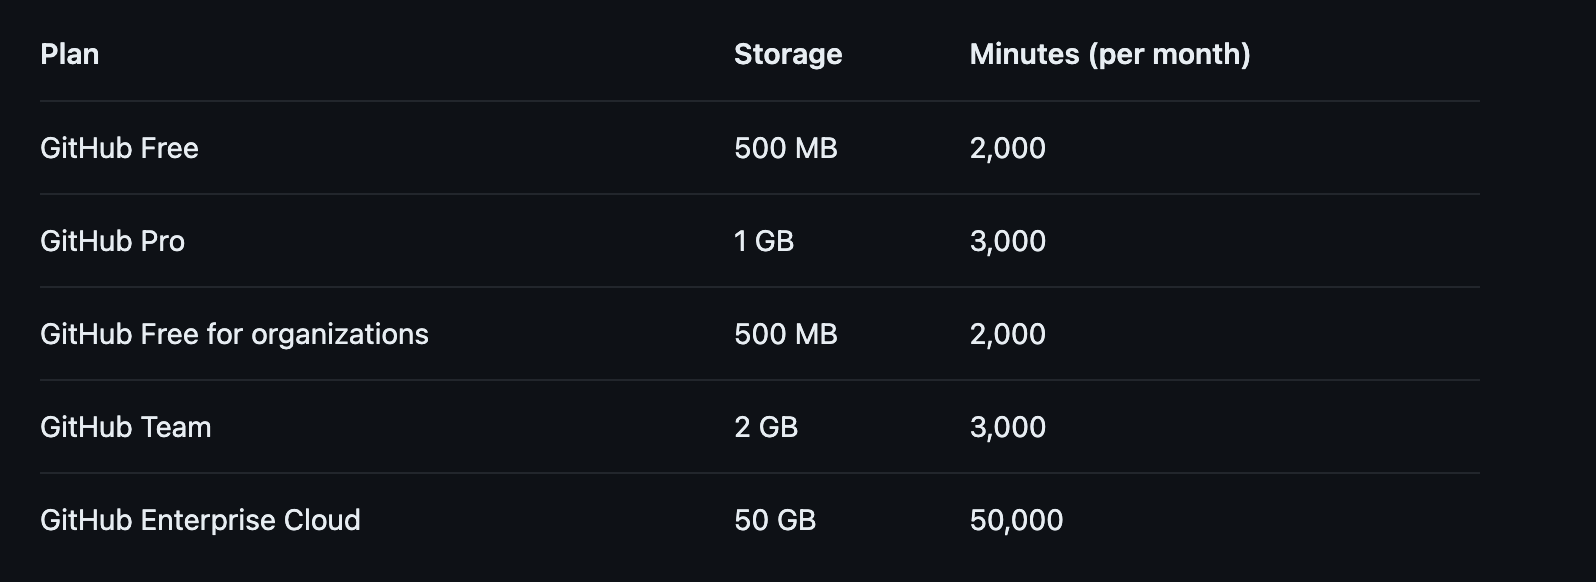 Plan Storage Minutes (per month)
GitHub Free 500 MB 2,000
GitHub Pro 1 GB 3,000
GitHub Free for organizations 500 MB 2,000
GitHub Team 2 GB 3,000
GitHub Enterprise Cloud 50 GB 50,000